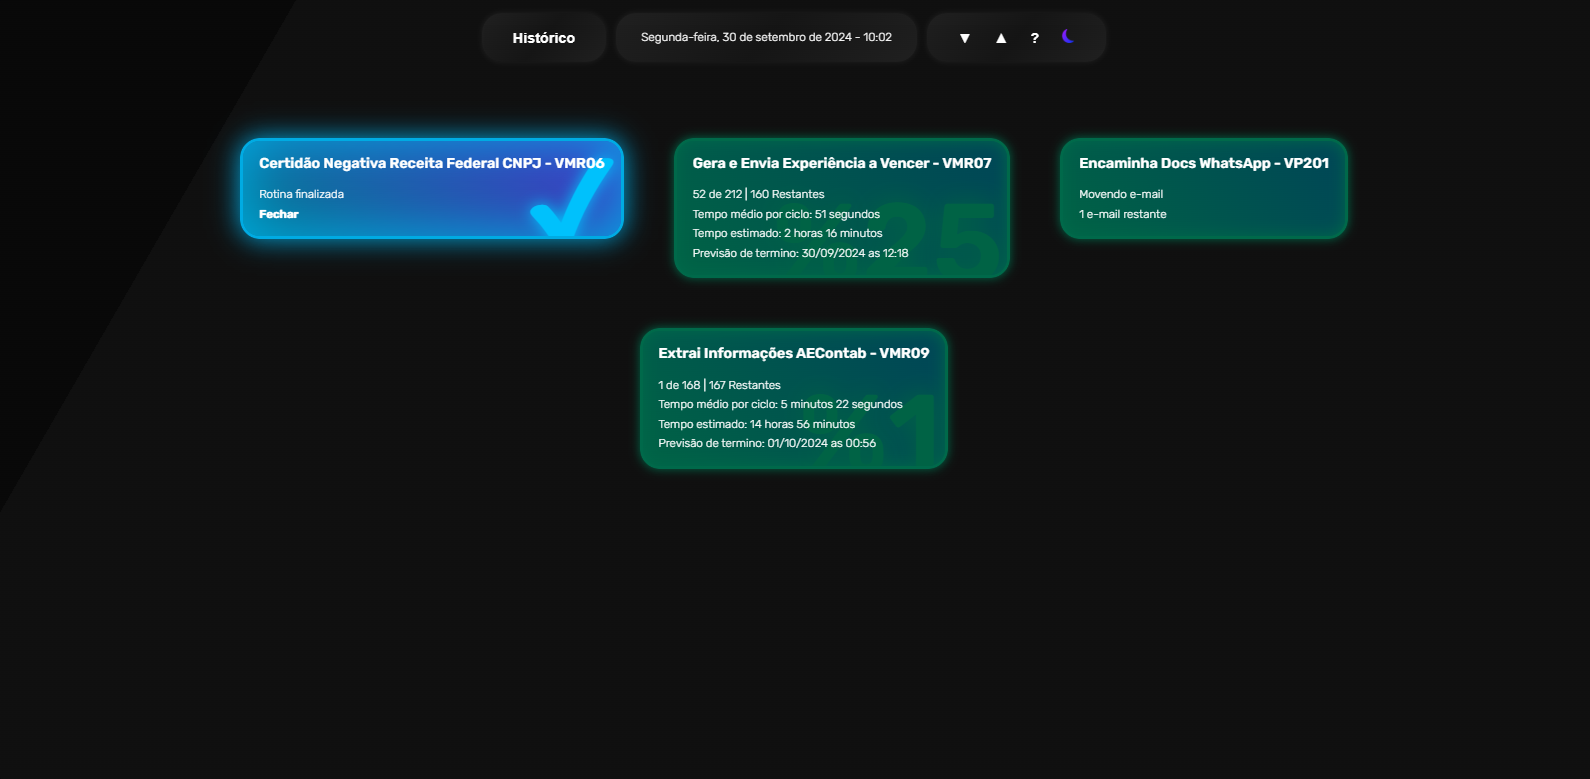 Histórico
Segunda-feira, 30 de setembro de 2024 - 10:02
▼ ▲ ?
Certidão Negativa Receita Federal CNPJ - VMR06
Rotina finalizada
Fechar
Gera e Envia Experiência a Vencer - VMR07
52 de 212 | 160 Restantes
Tempo médio por ciclo: 51 segundos
Tempo estimado: 2 horas 16 minutos
Previsão de termino: 30/09/2024 as 12:18
%25
Encaminha Docs WhatsApp - VP201
Movendo e-mail
1 e-mail restante
Extrai Informações AEContab - VMR09
1 de 168 | 167 Restantes
Tempo médio por ciclo: 5 minutos 22 segundos
Tempo estimado: 14 horas 56 minutos
Previsão de termino: 01/10/2024 as 00:56
%1